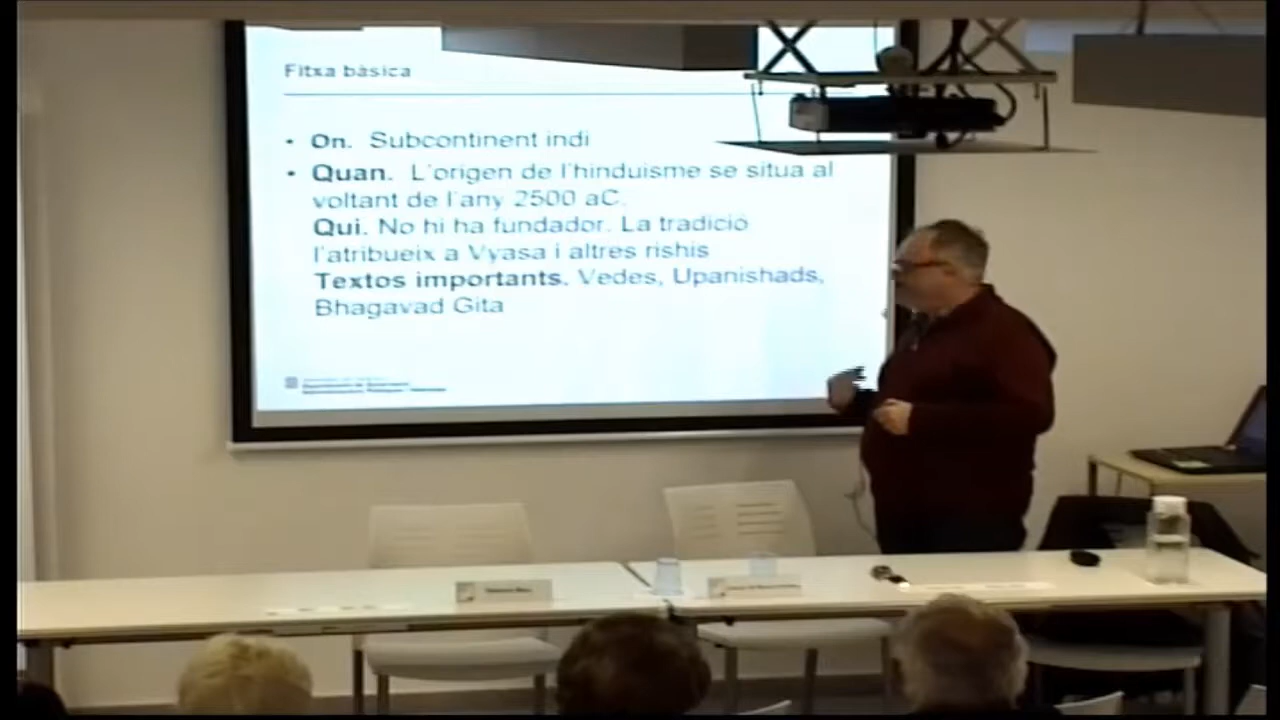 Fitxa bàsica
• On. Subcontinent indi
• Quan. L'origen de l'hinduisme se situa al
voltant de l'any 2500 aC.
Qui. No hi ha fundador. La tradició
l'atribueix a Vyasa i altres rishis
Textos importants. Vedes, Upanishads,
Bhagavad Gita